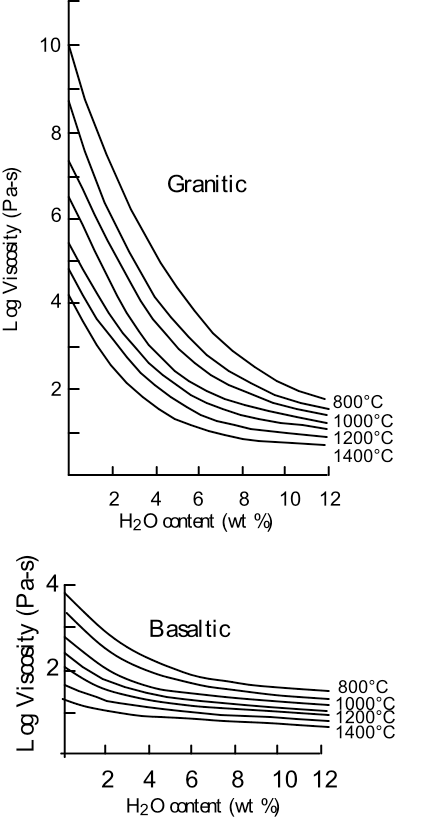 10
8
6
4
2
Log Viscosity (Pa-s)
Granitic
800°C
1000°C
1200°C
1400°C
2 4 6 8 10 12
H2O content (wt %)
4
2
Log Viscosity (Pa-s)
Basaltic
800°C
1000°C
1200°C
1400°C
2 4 6 8 10 12
H2O content (wt %)